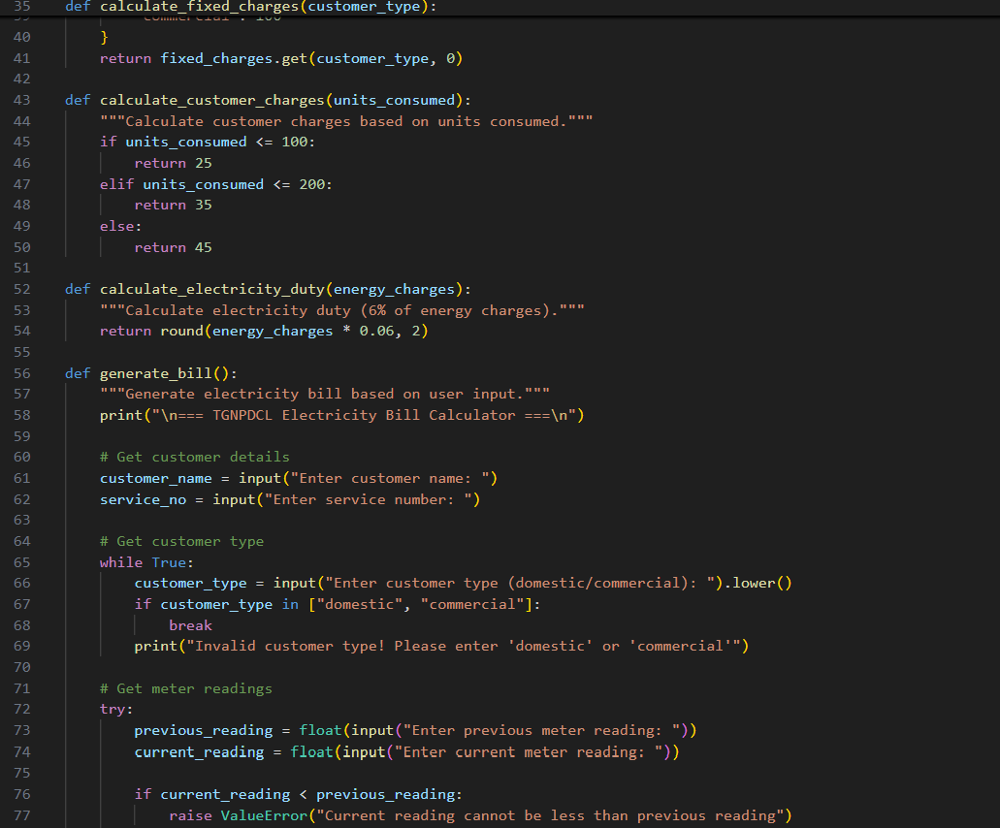 35 def calculate_fixed_charges(customer_type):
39 "commercial": 100
40 }
41 return fixed_charges.get(customer_type, 0)
42
43 def calculate_customer_charges(units_consumed):
44 """Calculate customer charges based on units consumed."""
45 if units_consumed <= 100:
46 return 25
47 elif units_consumed <= 200:
48 return 35
49 else:
50 return 45
51
52 def calculate_electricity_duty(energy_charges):
53 """Calculate electricity duty (6% of energy charges)."""
54 return round(energy_charges * 0.06, 2)
55
56 def generate_bill():
57 """Generate electricity bill based on user input."""
58 print("\n=== TGNPDCL Electricity Bill Calculator ===\n")
59
60 # Get customer details
61 customer_name = input("Enter customer name: ")
62 service_no = input("Enter service number: ")
63
64 # Get customer type
65 while True:
66 customer_type = input("Enter customer type (domestic/commercial): ").lower()
67 if customer_type in ["domestic", "commercial"]:
68 break
69 print("Invalid customer type! Please enter 'domestic' or 'commercial'")
70
71 # Get meter readings
72 try:
73 previous_reading = float(input("Enter previous meter reading: "))
74 current_reading = float(input("Enter current meter reading: "))
75
76 if current_reading < previous_reading:
77 raise ValueError("Current reading cannot be less than previous reading")